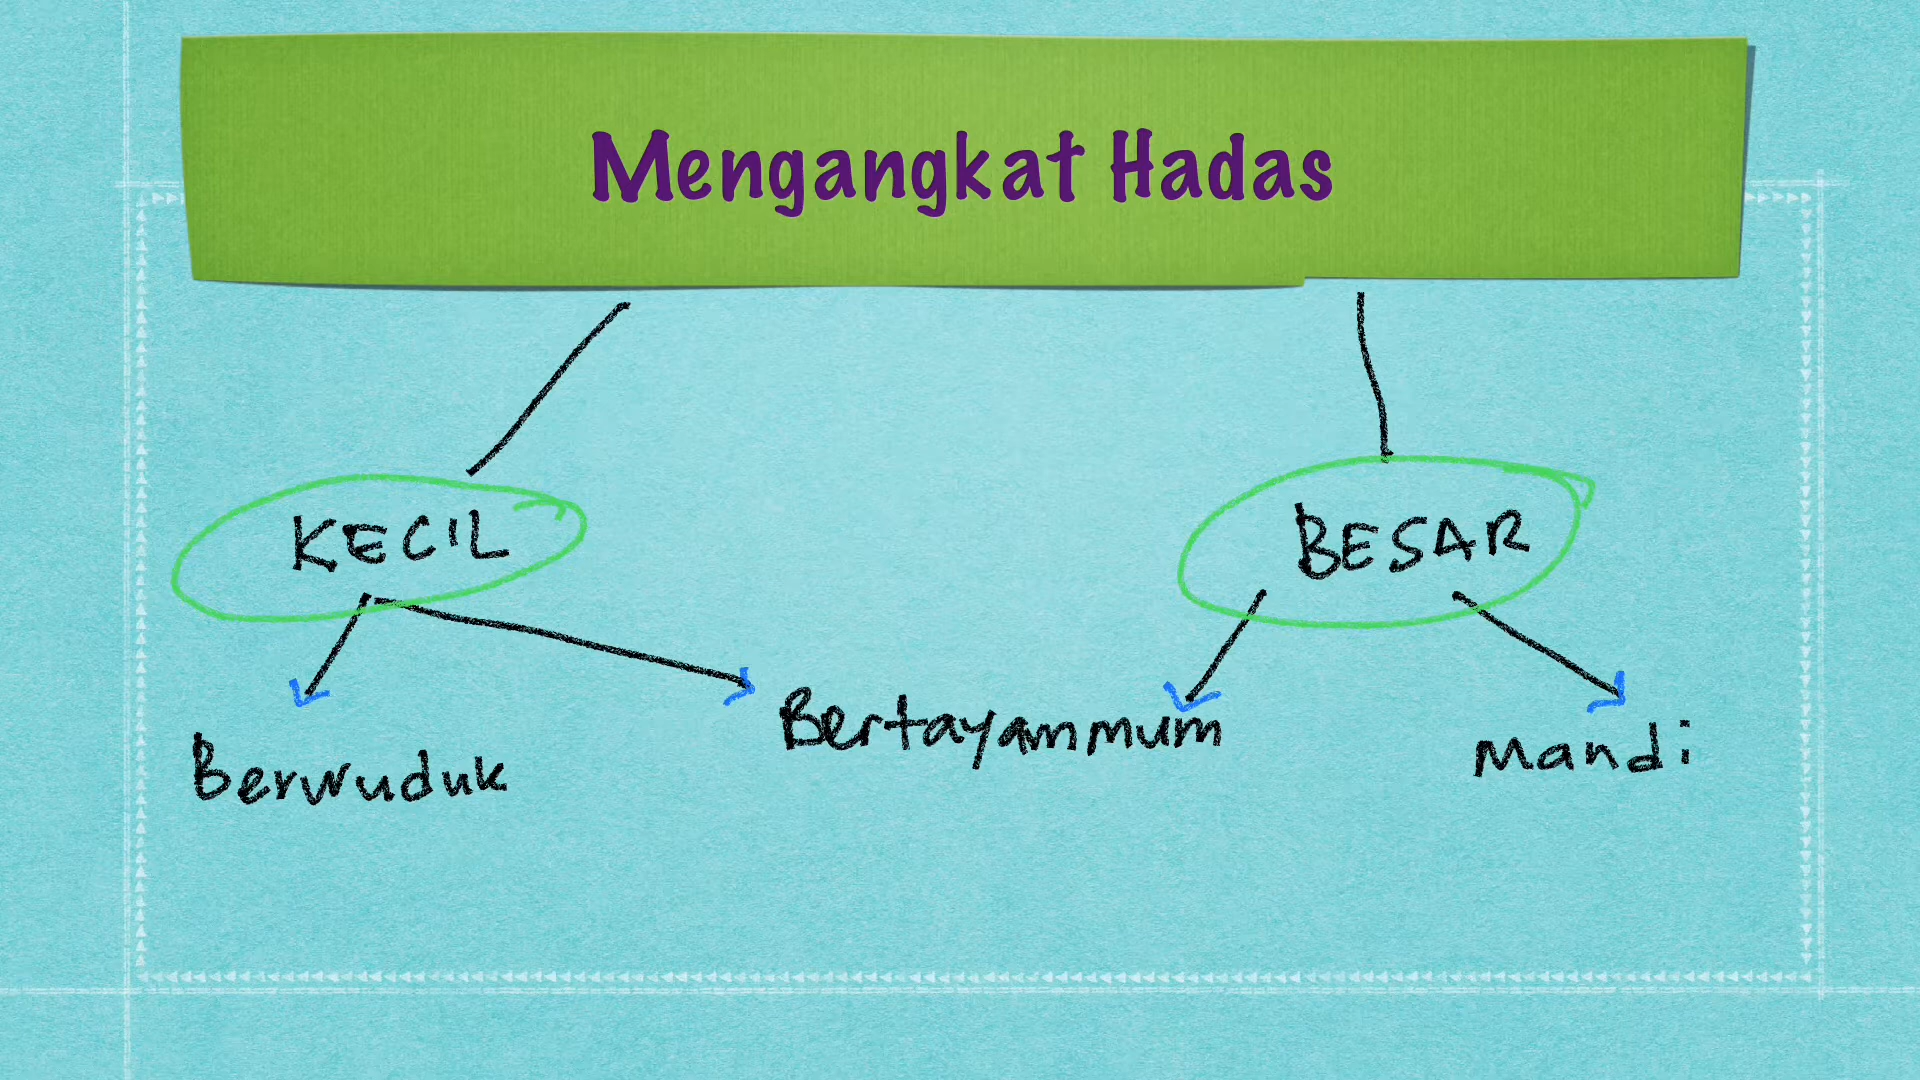 Mengangkat Hadas
KECIL
BESAR
Berwuduk
Bertayammum
Mandi